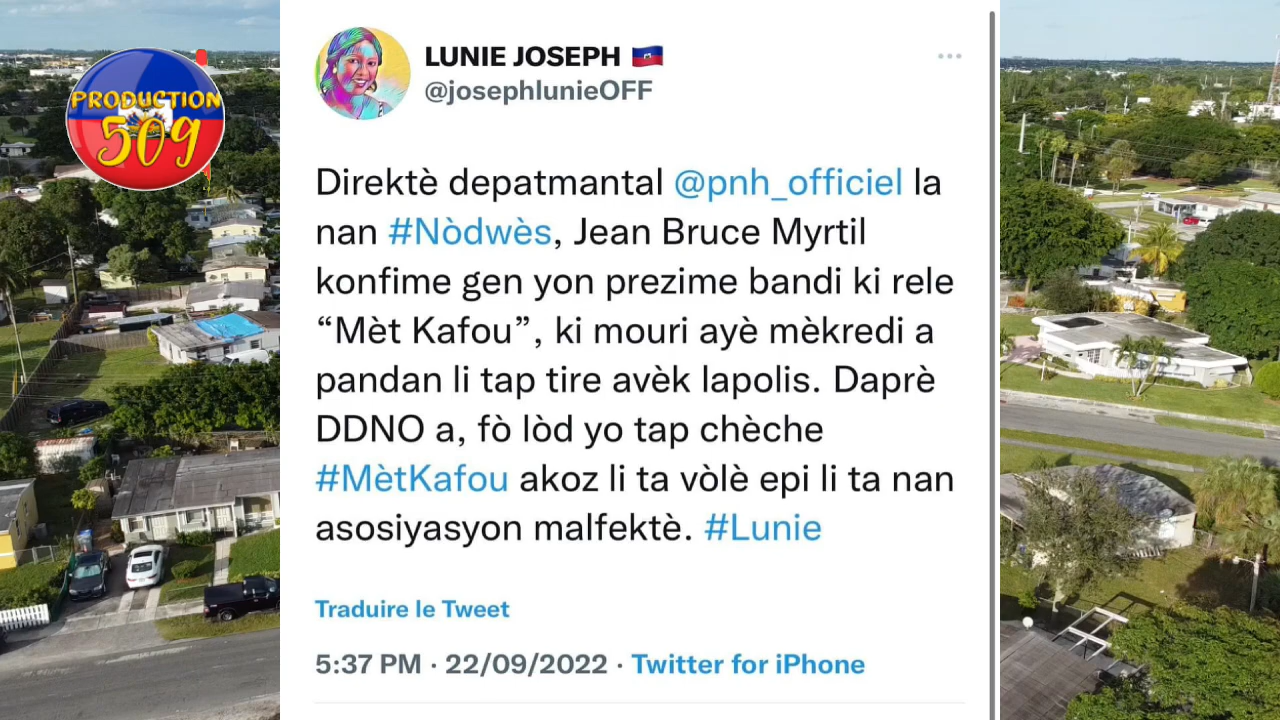 PRODUCTION
509
LUNIE JOSEPH 🇭🇹
@josephlunieOFF
Direktè depatmantal @pnh_officiel la
nan #Nòdwès, Jean Bruce Myrtil
konfime gen yon prezime bandi ki rele
“Mèt Kafou”, ki mouri ayè mèkredi a
pandan li tap tire avèk lapolis. Daprè
DDNO a, fò lòd yo tap chèche
#MètKafou akoz li ta vòlè epi li ta nan
asosiyasyon malfektè. #Lunie
Traduire le Tweet
5:37 PM · 22/09/2022 · Twitter for iPhone